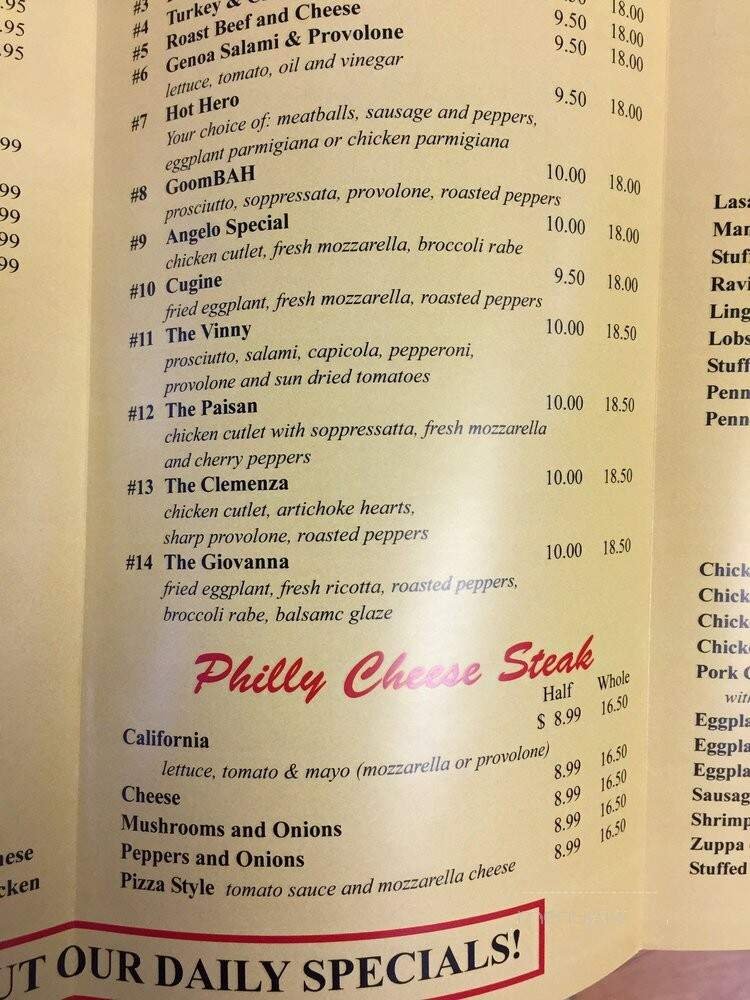 .95
.95
.95
99
99
99
99
99
#3
#4 Turkey & 18.00
#5 Roast Beef and Cheese 9.50 18.00
#6 Genoa Salami & Provolone 9.50 18.00
lettuce, tomato, oil and vinegar
#7 Hot Hero 9.50 18.00
Your choice of: meatballs, sausage and peppers,
eggplant parmigiana or chicken parmigiana
#8 GoomBAH 10.00 18.00
prosciutto, soppressata, provolone, roasted peppers
#9 Angelo Special 10.00 18.00
chicken cutlet, fresh mozzarella, broccoli rabe
#10 Cugine 9.50 18.00
fried eggplant, fresh mozzarella, roasted peppers
#11 The Vinny 10.00 18.50
prosciutto, salami, capicola, pepperoni,
provolone and sun dried tomatoes
#12 The Paisan 10.00 18.50
chicken cutlet with soppressatta, fresh mozzarella
and cherry peppers
#13 The Clemenza 10.00 18.50
chicken cutlet, artichoke hearts,
sharp provolone, roasted peppers
#14 The Giovanna 10.00 18.50
fried eggplant, fresh ricotta, roasted peppers,
broccoli rabe, balsamc glaze
Philly Cheese Steak
Half Whole
California $ 8.99 16.50
lettuce, tomato & mayo (mozzarella or provolone)
Cheese 8.99 16.50
Mushrooms and Onions 8.99 16.50
Peppers and Onions 8.99 16.50
Pizza Style tomato sauce and mozzarella cheese 8.99 16.50
UT OUR DAILY SPECIALS!
nese
cken
Lasa
Man
Stuff
Ravi
Ling
Lobs
Stuff
Penn
Penn
Chick
Chick
Chick
Chick
Pork C
with
Eggpla
Eggpla
Eggpla
Sausag
Shrimp
Zuppa
Stuffed